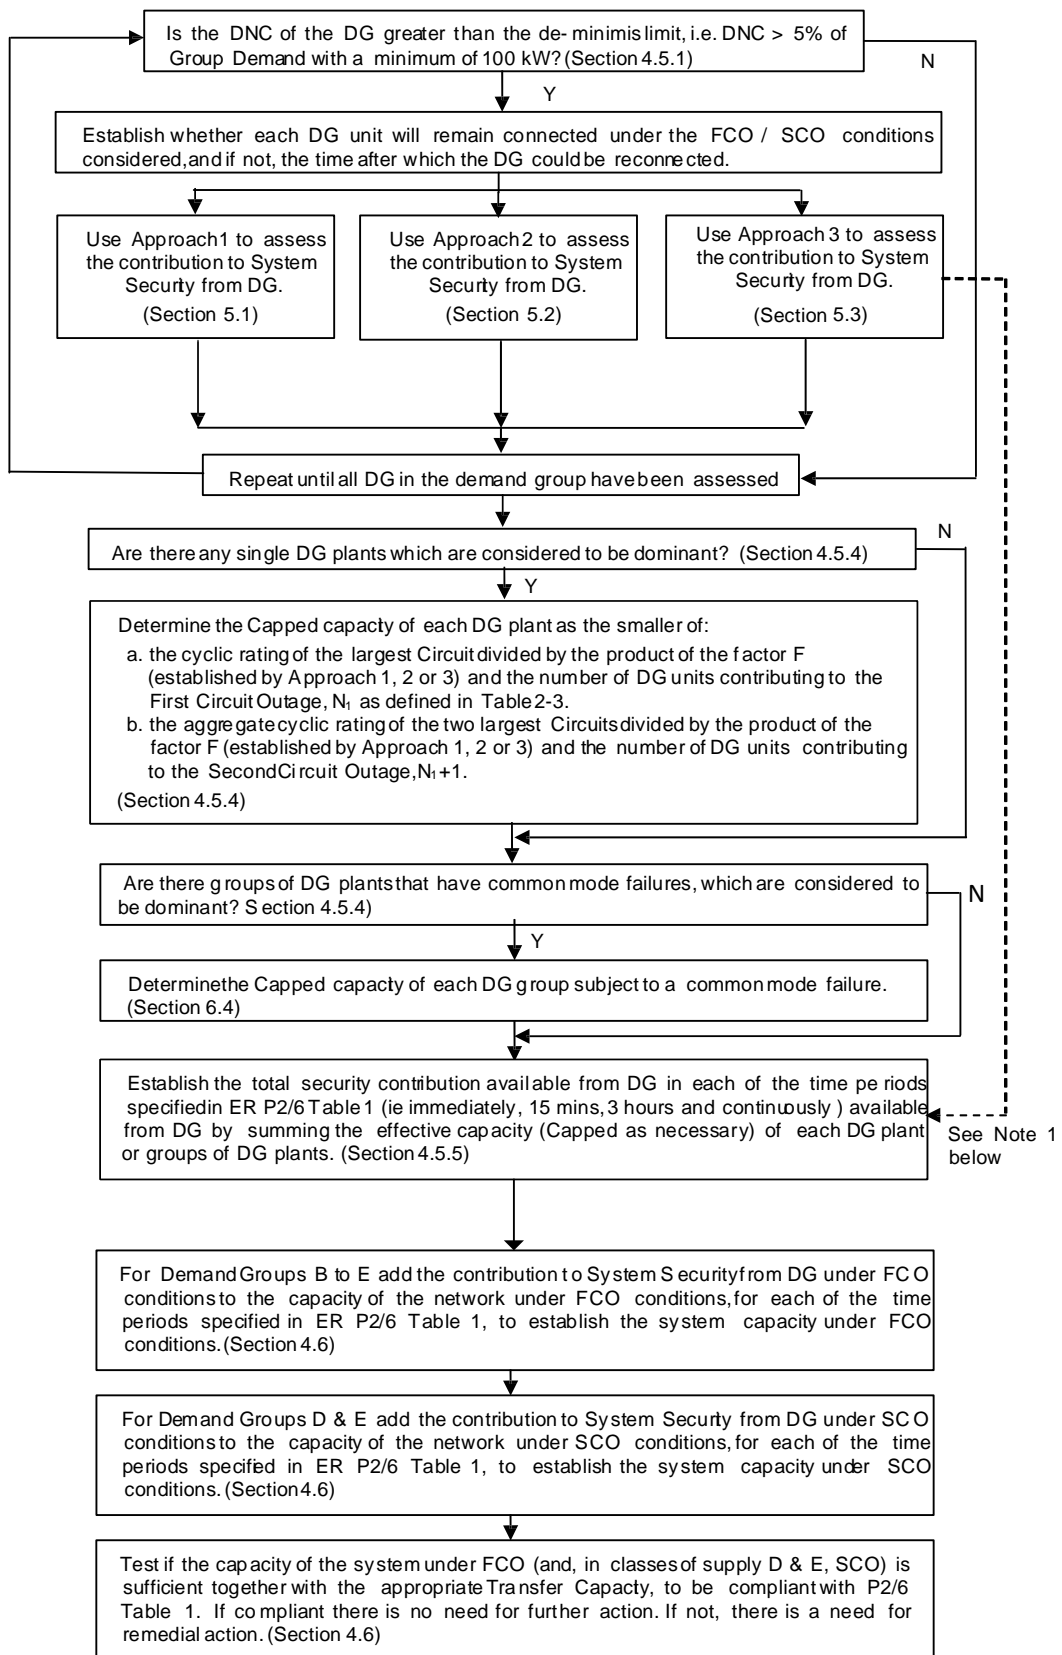 Is the DNC of the DG greater than the de-minimis limit, i.e. DNC > 5% of
Group Demand with a minimum of 100 kW? (Section 4.5.1)
N
Y
Establish whether each DG unit will remain connected under the FCO / SCO conditions
considered, and if not, the time after which the DG could be reconnected.
Use Approach 1 to assess
the contribution to System
Security from DG.
(Section 5.1)
Use Approach 2 to assess
the contribution to System
Security from DG.
(Section 5.2)
Use Approach 3 to assess
the contribution to System
Security from DG.
(Section 5.3)
Repeat until all DG in the demand group have been assessed
N
Are there any single DG plants which are considered to be dominant? (Section 4.5.4)
Y
Determine the Capped capacity of each DG plant as the smaller of:
a. the cyclic rating of the largest Circuit divided by the product of the factor F
(established by Approach 1, 2 or 3) and the number of DG units contributing to the
First Circuit Outage, N₁ as defined in Table 2-3.
b. the aggregate cyclic rating of the two largest Circuits divided by the product of the
factor F (established by Approach 1, 2 or 3) and the number of DG units contributing
to the Second Circuit Outage, N₁+1.
(Section 4.5.4)
Are there groups of DG plants that have common mode failures, which are considered to
be dominant? Section 4.5.4)
N
Y
Determine the Capped capacity of each DG group subject to a common mode failure.
(Section 6.4)
Establish the total security contribution available from DG in each of the time periods
specified in ER P2/6 Table 1 (ie immediately, 15 mins, 3 hours and continuously ) available
from DG by summing the effective capacity (Capped as necessary) of each DG plant
or groups of DG plants. (Section 4.5.5)
See Note 1
below
For Demand Groups B to E add the contribution to System Security from DG under FCO
conditions to the capacity of the network under FCO conditions, for each of the time
periods specified in ER P2/6 Table 1, to establish the system capacity under FCO
conditions. (Section 4.6)
For Demand Groups D & E add the contribution to System Security from DG under SCO
conditions to the capacity of the network under SCO conditions, for each of the time
periods specified in ER P2/6 Table 1, to establish the system capacity under SCO
conditions. (Section 4.6)
Test if the capacity of the system under FCO (and, in classes of supply D & E, SCO) is
sufficient together with the appropriate Transfer Capacity, to be compliant with P2/6
Table 1. If compliant there is no need for further action. If not, there is a need for
remedial action. (Section 4.6)